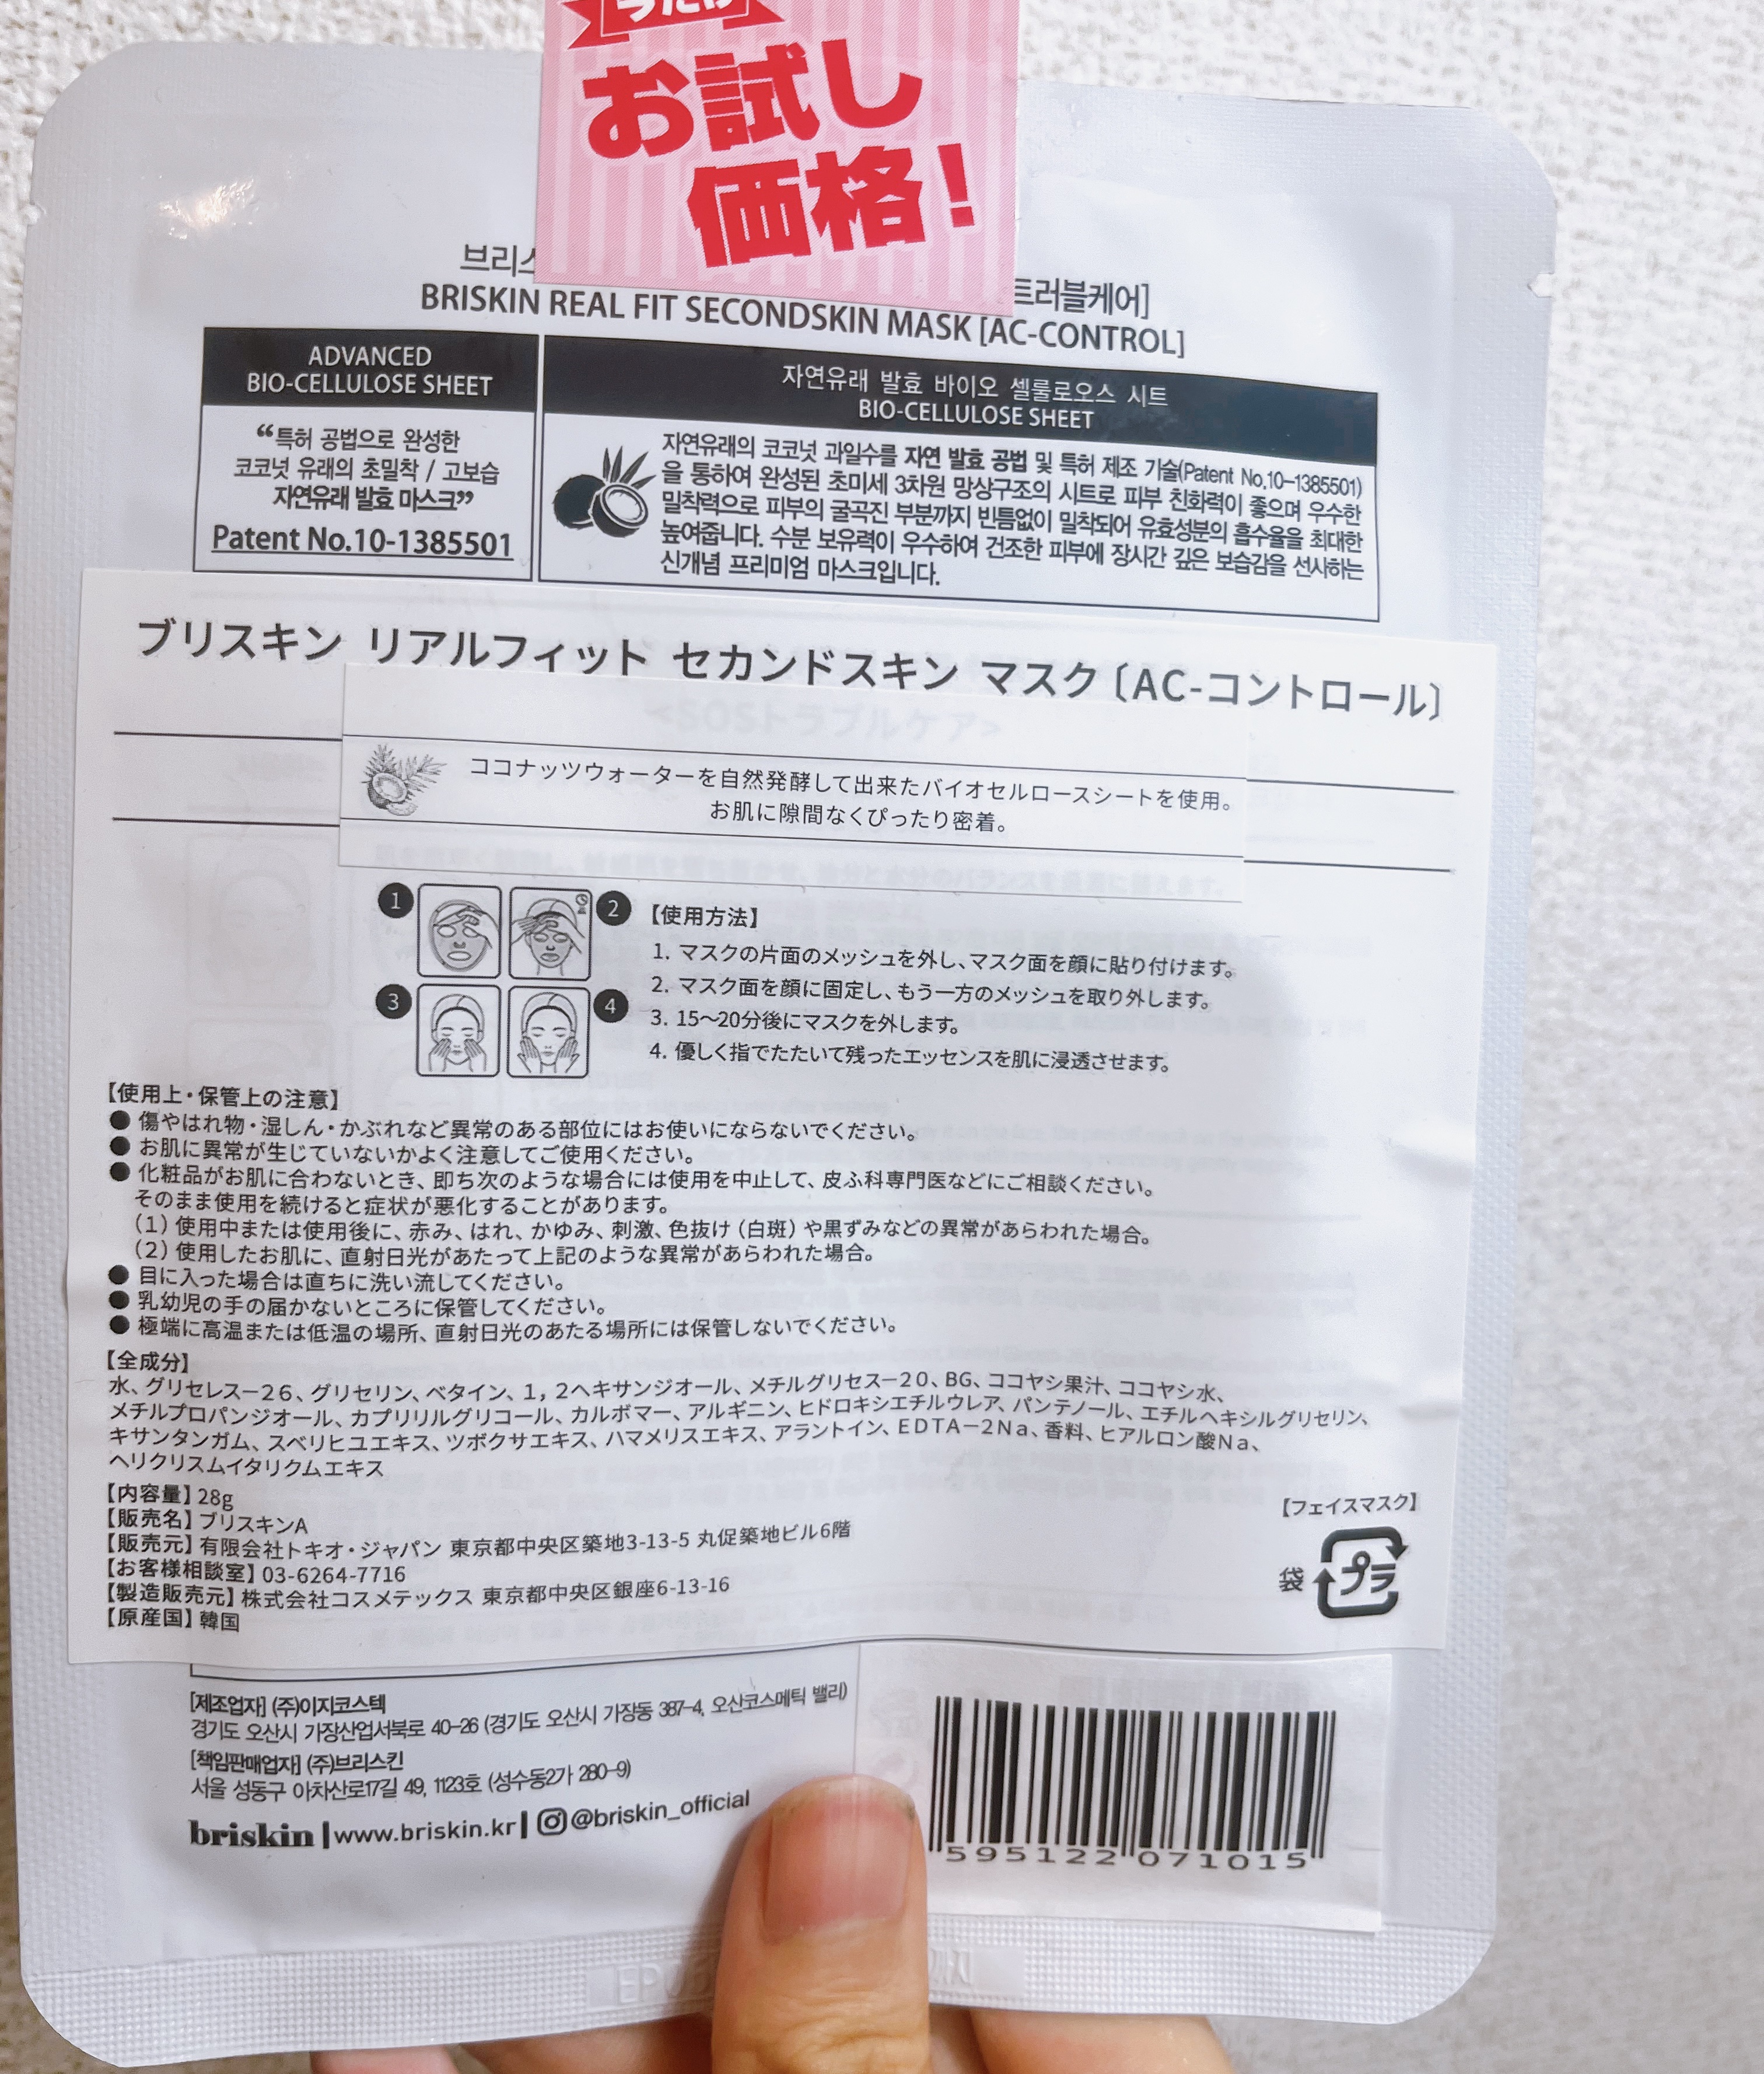 お試し
価格!
브리스
트러블케어]
BRISKIN REAL FIT SECONDSKIN MASK [AC-CONTROL]
ADVANCED
BIO-CELLULOSE SHEET
“특허 공법으로 완성한
코코넛 유래의 초밀착 / 고보습
자연유래 발효 마스크”
Patent No.10-1385501
자연유래 발효 바이오 셀룰로오스 시트
BIO-CELLULOSE SHEET
자연유래의 코코넛 과일수를 자연 발효 공법 및 특허 제조 기술(Patent No.10-1385501)
을 통하여 완성된 초미세 3차원 망상구조의 시트로 피부 친화력이 좋으며 우수한
밀착력으로 피부의 굴곡진 부분까지 빈틈없이 밀착되어 유효성분의 흡수율을 최대한
높여줍니다. 수분 보유력이 우수하여 건조한 피부에 장시간 깊은 보습감을 선사하는
신개념 프리미엄 마스크입니다.
ブリスキン リアルフィット セカンドスキン マスク〔AC-コントロール〕
<SOSトラブルケア>
ココナッツウォーターを自然発酵して出来たバイオセルロースシートを使用。
お肌に隙間なくぴったり密着。
1
2
3
4
【使用方法】
1. マスクの片面のメッシュを外し、マスク面を顔に貼り付けます。
2. マスク面を顔に固定し、もう一方のメッシュを取り外します。
3. 15～20分後にマスクを外します。
4. 優しく指でたたいて残ったエッセンスを肌に浸透させます。
【使用上・保管上の注意】
● 傷やはれ物・湿しん・かぶれなど異常のある部位にはお使いにならないでください。
● お肌に異常が生じていないかよく注意してご使用ください。
● 化粧品がお肌に合わないとき、即ち次のような場合には使用を中止して、皮ふ科専門医などにご相談ください。
そのまま使用を続けると症状が悪化することがあります。
（1）使用中または使用後に、赤み、はれ、かゆみ、刺激、色抜け（白斑）や黒ずみなどの異常があらわれた場合。
（2）使用したお肌に、直射日光があたって上記のような異常があらわれた場合。
● 目に入った場合は直ちに洗い流してください。
● 乳幼児の手の届かないところに保管してください。
● 極端に高温または低温の場所、直射日光のあたる場所には保管しないでください。
【全成分】
水、グリセレス－26、グリセリン、ベタイン、1，2ヘキサンジオール、メチルグリセス－20、BG、ココヤシ果汁、ココヤシ水、
メチルプロパンジオール、カプリリルグリコール、カルボマー、アルギニン、ヒドロキシエチルウレア、パンテノール、エチルヘキシルグリセリン、
キサンタンガム、スベリヒユエキス、ツボクサエキス、ハマメリスエキス、アラントイン、EDTA－2Na、香料、ヒアルロン酸Na、
ヘリクリスムイタリクムエキス
【内容量】28g
【販売名】ブリスキンA
【販売元】有限会社トキオ・ジャパン 東京都中央区築地3-13-5 丸促築地ビル6階
【お客様相談室】03-6264-7716
【製造販売元】株式会社コスメテックス 東京都中央区銀座6-13-16
【原産国】韓国
【フェイスマスク】
袋 プラ
[제조업자] (주)이지코스텍
경기도 오산시 가장산업서북로 40-26 (경기도 오산시 가장동 387-4, 오산코스메틱 밸리)
[책임판매업자] (주)브리스킨
서울 성동구 아차산로17길 49, 1123호 (성수동2가 280-9)
briskin | www.briskin.kr | @briskin_official
595122 071015